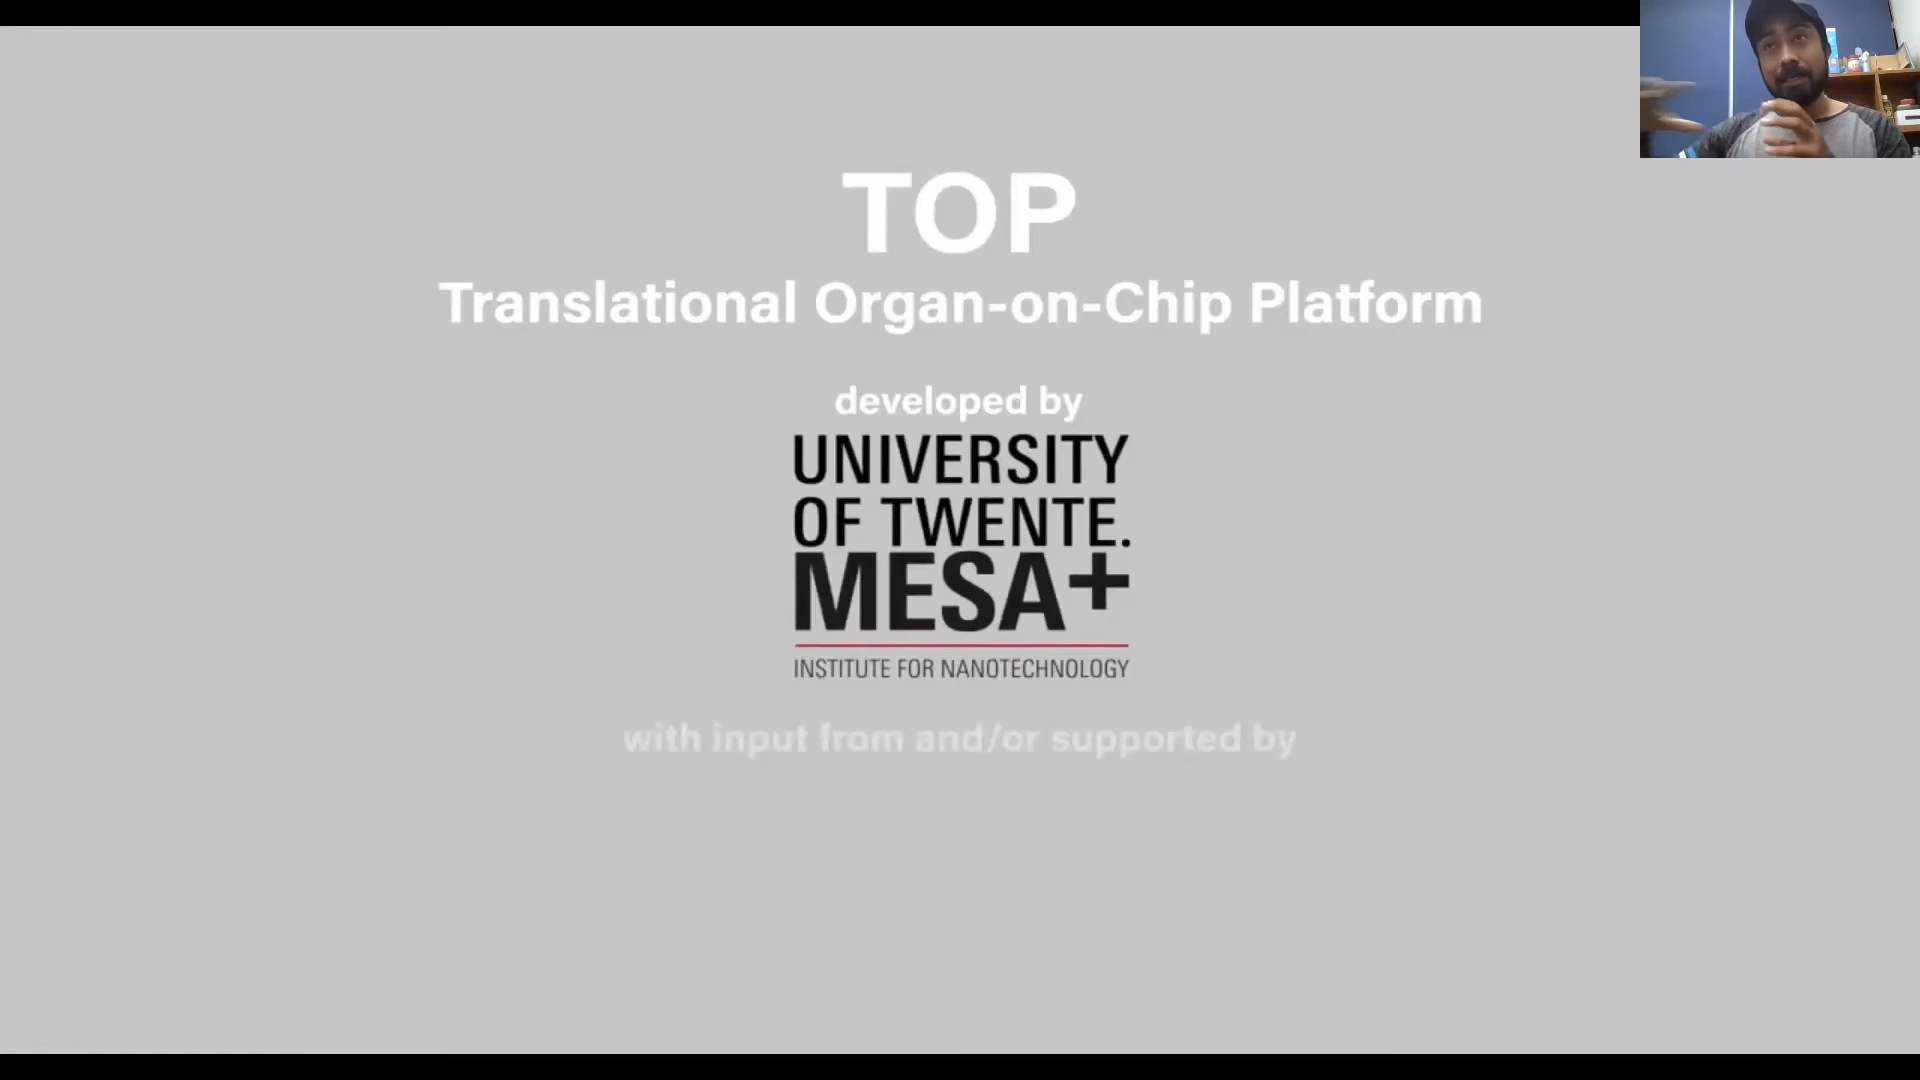 TOP
Translational Organ-on-Chip Platform
developed by
UNIVERSITY
OF TWENTE.
MESA+
INSTITUTE FOR NANOTECHNOLOGY
with input from and/or supported by